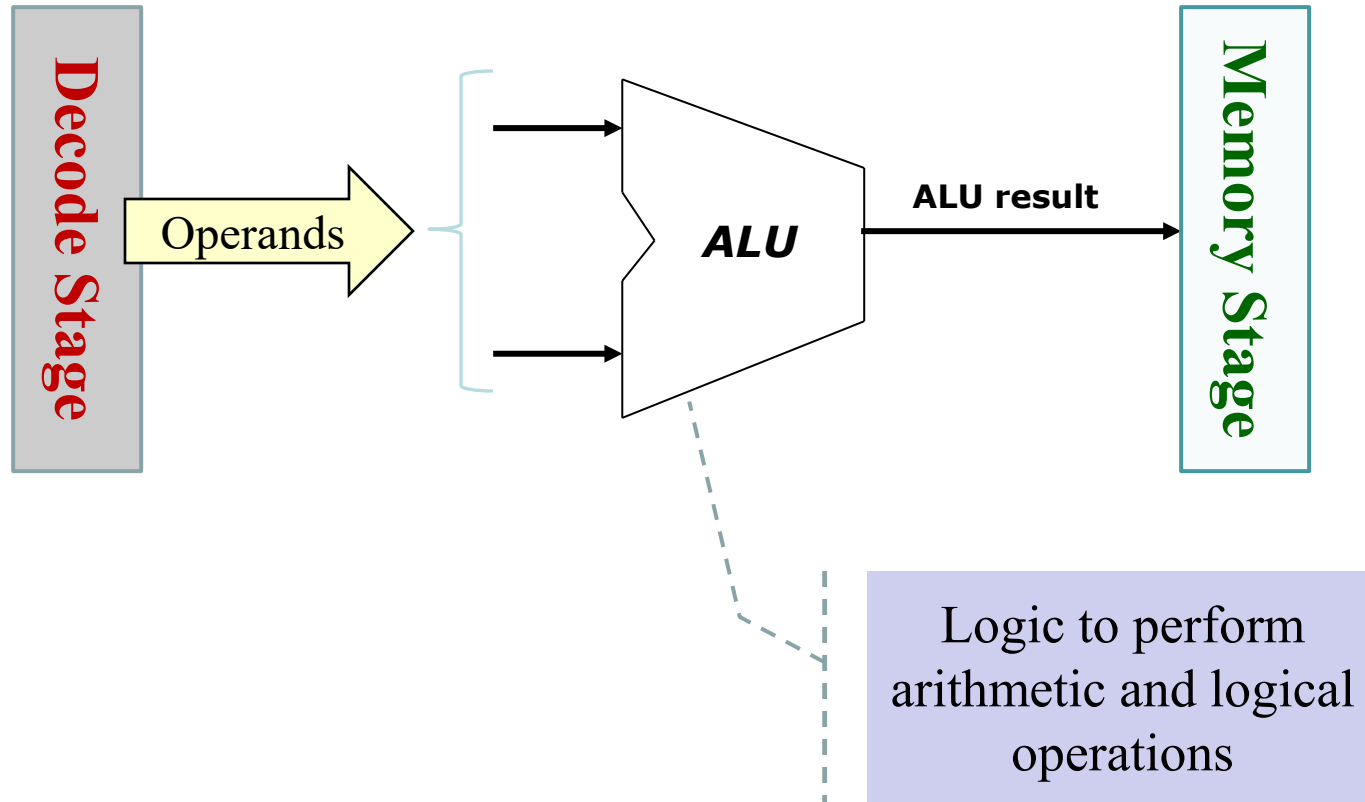 Decode Stage
Operands
ALU
ALU result
Memory Stage
Logic to perform
arithmetic and logical
operations